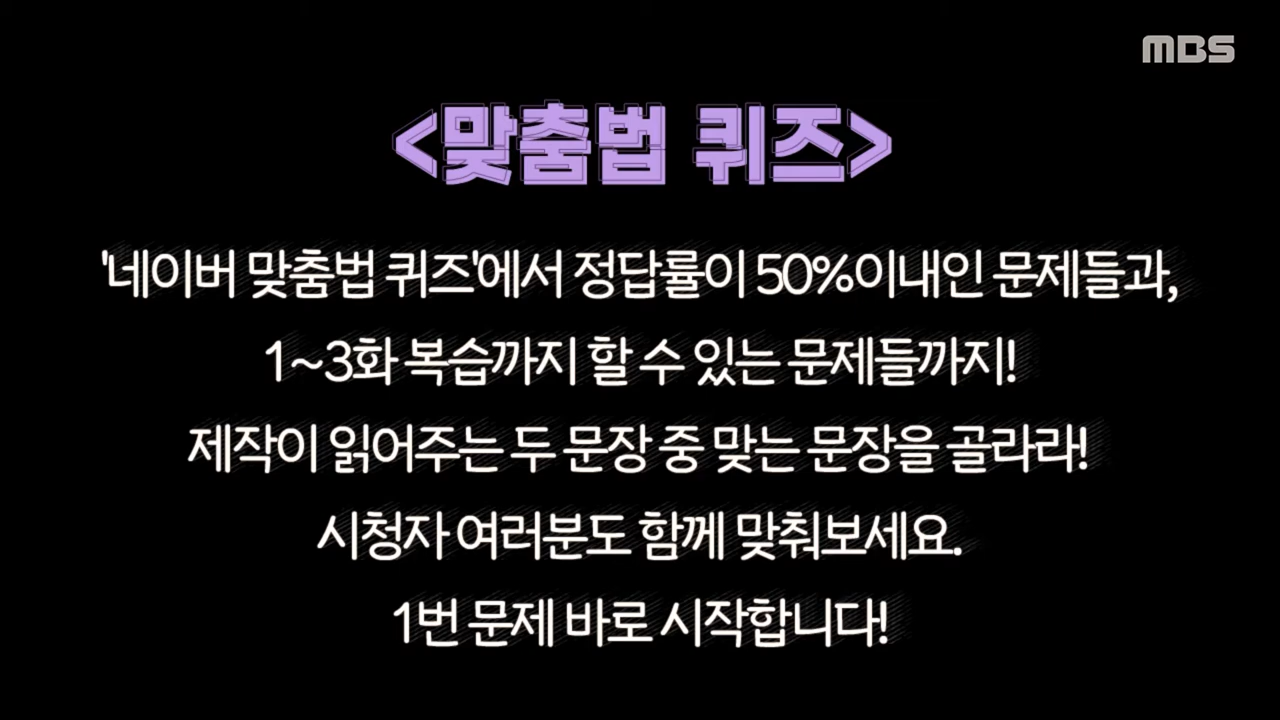 MBS
<맞춤법 퀴즈>
'네이버 맞춤법 퀴즈'에서 정답률이 50%이내인 문제들과,
1~3화 복습까지 할 수 있는 문제들까지!
제작이 읽어주는 두 문장 중 맞는 문장을 골라라!
시청자 여러분도 함께 맞춰보세요.
1번 문제 바로 시작합니다!